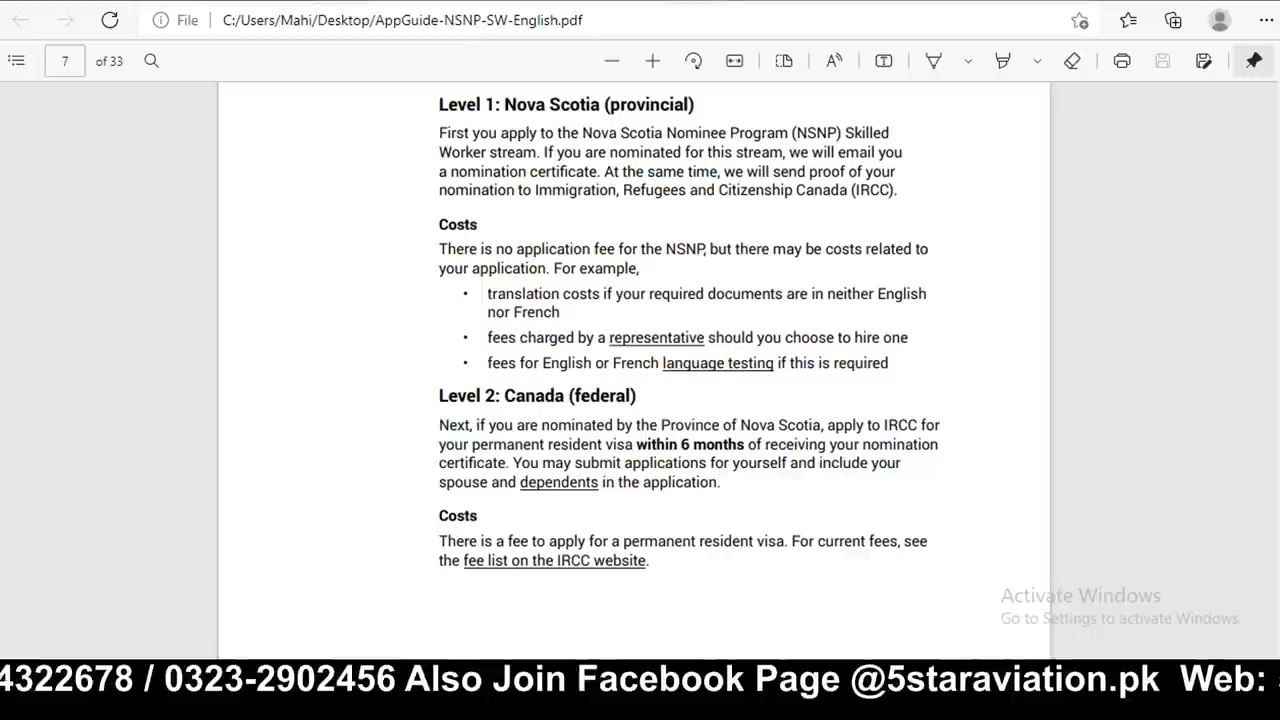 File
C:/Users/Mahi/Desktop/AppGuide-NSNP-SW-English.pdf
7 of 33
Level 1: Nova Scotia (provincial)
First you apply to the Nova Scotia Nominee Program (NSNP) Skilled
Worker stream. If you are nominated for this stream, we will email you
a nomination certificate. At the same time, we will send proof of your
nomination to Immigration, Refugees and Citizenship Canada (IRCC).
Costs
There is no application fee for the NSNP, but there may be costs related to
your application. For example,
• translation costs if your required documents are in neither English
nor French
• fees charged by a representative should you choose to hire one
• fees for English or French language testing if this is required
Level 2: Canada (federal)
Next, if you are nominated by the Province of Nova Scotia, apply to IRCC for
your permanent resident visa within 6 months of receiving your nomination
certificate. You may submit applications for yourself and include your
spouse and dependents in the application.
Costs
There is a fee to apply for a permanent resident visa. For current fees, see
the fee list on the IRCC website.
Activate Windows
Go to Settings to activate Windows.
4322678 / 0323-2902456 Also Join Facebook Page @5staraviation.pk Web: